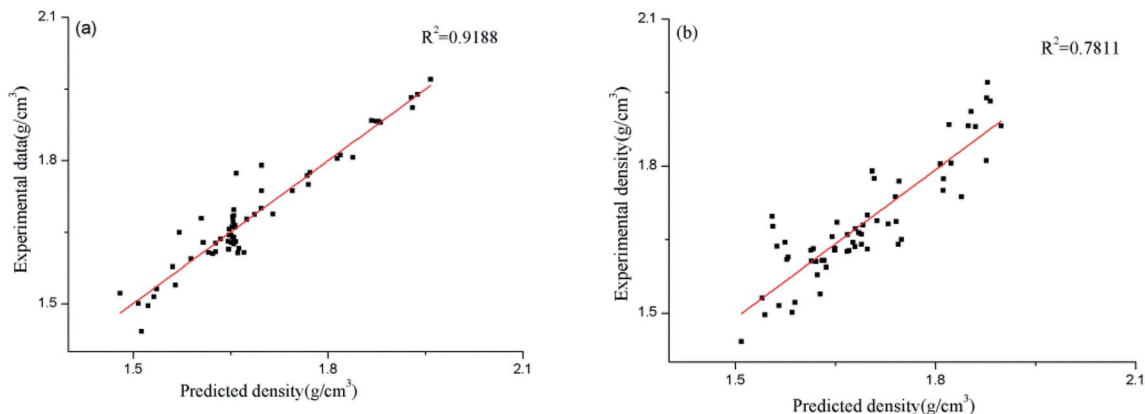 (a)
R²=0.9188
2.1
1.8
1.5
Experimental data(g/cm³)
1.5
1.8
2.1
Predicted density(g/cm³)
(b)
R²=0.7811
2.1
1.8
1.5
Experimental density(g/cm³)
1.5
1.8
2.1
Predicted density(g/cm³)